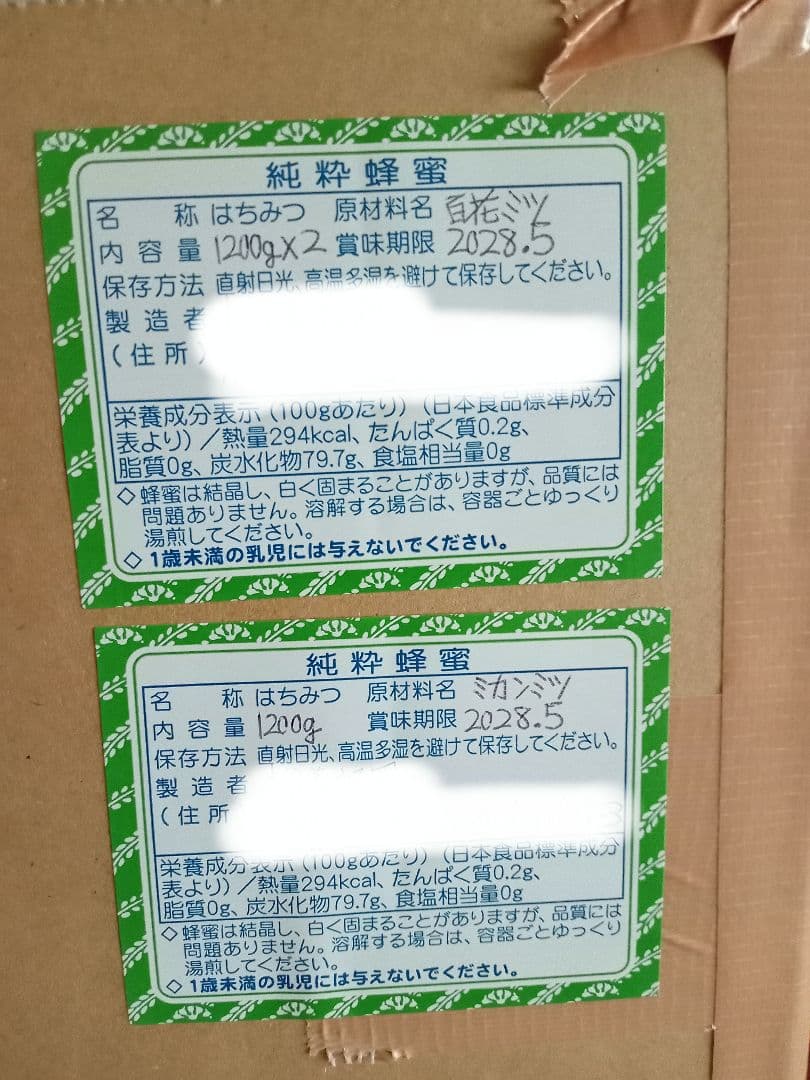 純粋蜂蜜
名 称 はちみつ 原材料名 百花ミツ
内容量 1200g×2 賞味期限 2028.5
保存方法 直射日光、高温多湿を避けて保存してください。
製造者
(住所)
栄養成分表示(100gあたり)(日本食品標準成分
表より)/熱量294kcal、たんぱく質0.2g、
脂質0g、炭水化物79.7g、食塩相当量0g
◇蜂蜜は結晶し、白く固まることがありますが、品質には
問題ありません。溶解する場合は、容器ごとゆっくり
湯煎してください。
◇1歳未満の乳児には与えないでください。
純粋蜂蜜
名 称 はちみつ 原材料名 ミカンミツ
内容量 1200g 賞味期限 2028.5
保存方法 直射日光、高温多湿を避けて保存してください。
製造者
(住所
栄養成分表示(100gあたり)(日本食品標準成分
表より)/熱量294kcal、たんぱく質0.2g、
脂質0g、炭水化物79.7g、食塩相当量0g
◇蜂蜜は結晶し、白く固まることがありますが、品質には
問題ありません。溶解する場合は、容器ごとゆっくり
湯煎してください。
◇1歳未満の乳児には与えないでください。